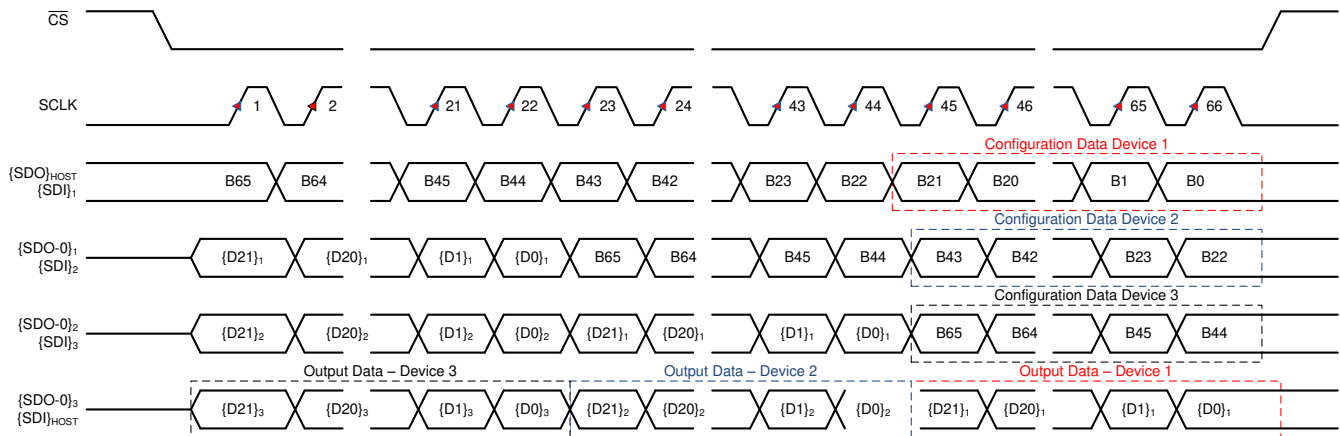 CS
SCLK 1 2 21 22 23 24 43 44 45 46 65 66
Configuration Data Device 1
{SDO}HOST
{SDI}1
B65 B64 B45 B44 B43 B42 B23 B22 B21 B20 B1 B0
Configuration Data Device 2
{SDO-0}1
{SDI}2
{D21}1 {D20}1 {D1}1 {D0}1 B65 B64 B45 B44 B43 B42 B23 B22
Configuration Data Device 3
{SDO-0}2
{SDI}3
{D21}2 {D20}2 {D1}2 {D0}2 {D21}1 {D20}1 {D1}1 {D0}1 B65 B64 B45 B44
Output Data – Device 3 Output Data – Device 2 Output Data – Device 1
{SDO-0}3
{SDI}HOST
{D21}3 {D20}3 {D1}3 {D0}3 {D21}2 {D20}2 {D1}2 {D0}2 {D21}1 {D20}1 {D1}1 {D0}1